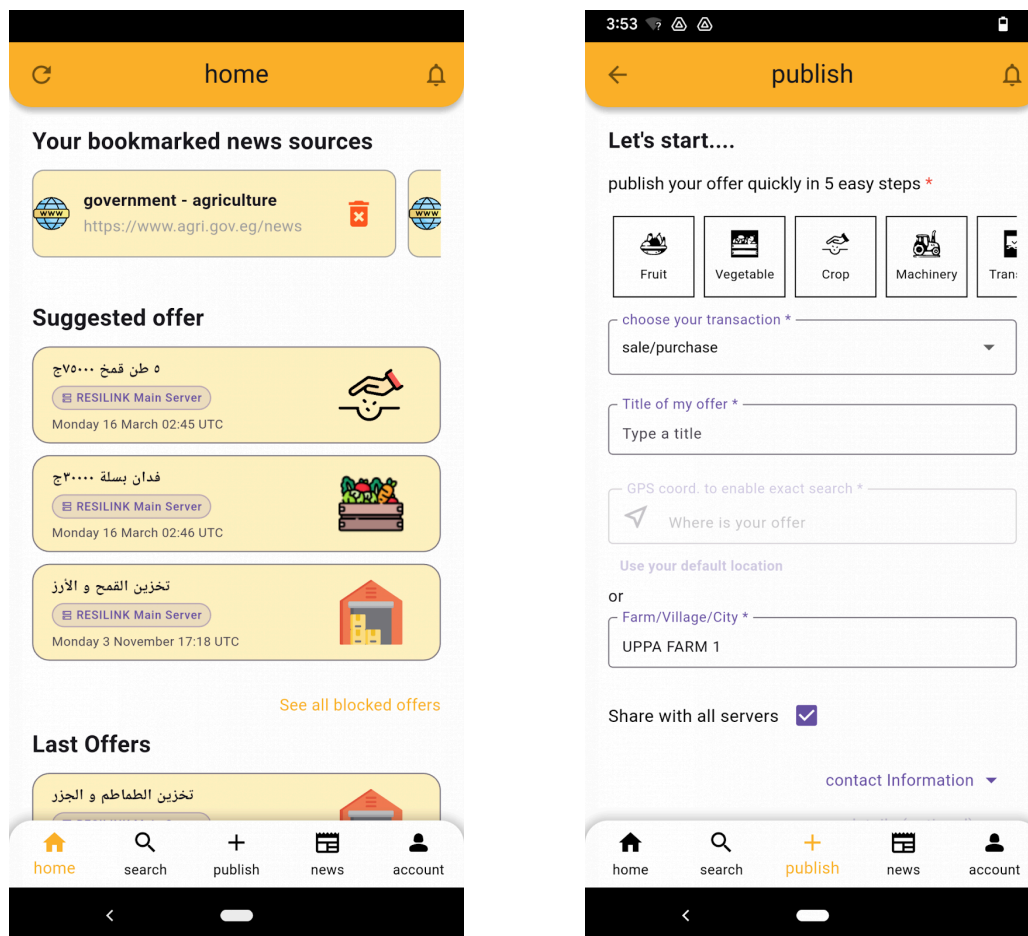 home
Your bookmarked news sources
WWW
government - agriculture
https://www.agri.gov.eg/news
WWW
Suggested offer
٥ طن قمخ ٧٥٠٠٠ج
RESILINK Main Server
Monday 16 March 02:45 UTC
فدان بسلة ٣٠٠٠٠ج
RESILINK Main Server
Monday 16 March 02:46 UTC
تخزين القمح و الأرز
RESILINK Main Server
Monday 3 November 17:18 UTC
See all blocked offers
Last Offers
تخزين الطماطم و الجزر
home
search
publish
news
account
3:53
publish
Let's start....
publish your offer quickly in 5 easy steps *
Fruit
Vegetable
Crop
Machinery
Tran
choose your transaction *
sale/purchase
Title of my offer *
Type a title
GPS coord. to enable exact search *
Where is your offer
Use your default location
or
Farm/Village/City *
UPPA FARM 1
Share with all servers
contact Information
home
search
publish
news
account